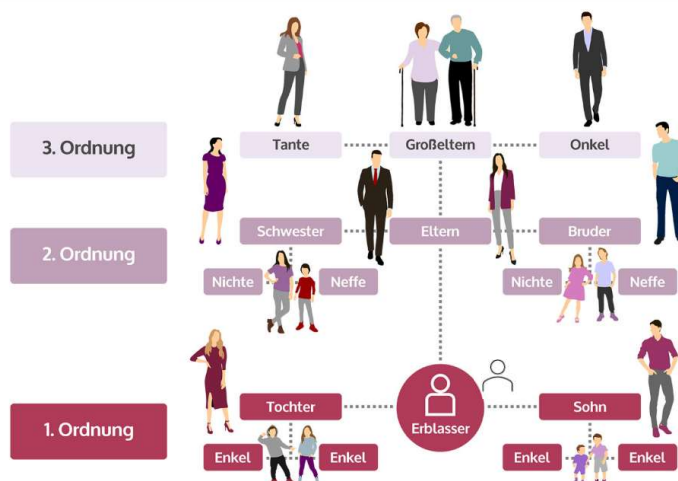 3. Ordnung
Tante
Großeltern
Onkel
2. Ordnung
Schwester
Eltern
Bruder
Nichte
Neffe
Nichte
Neffe
1. Ordnung
Tochter
Erblasser
Sohn
Enkel
Enkel
Enkel
Enkel